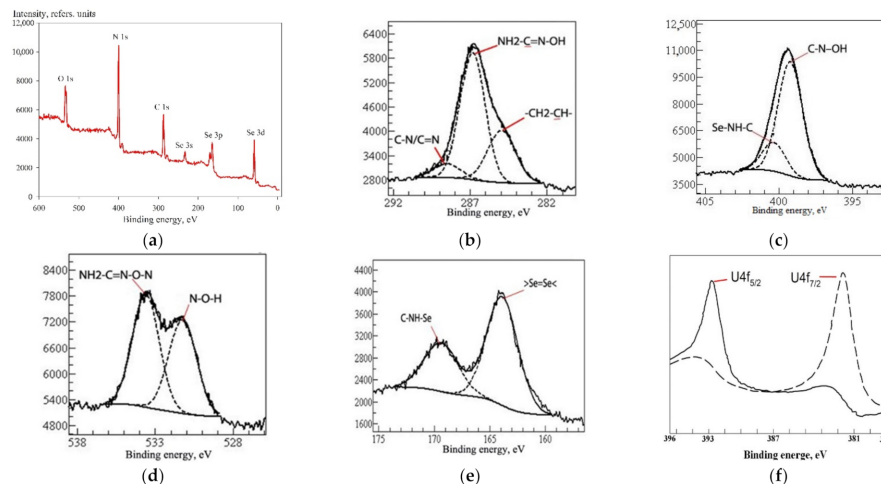 Intensity, refers. units
12,000
10,000
8000
6000
4000
2000
0
O 1s
N 1s
C 1s
Se 3s
Se 3p
Se 3d
600
400
300
200
100
0
Binding energy, eV
(a)
6400
5800
5200
4600
4000
3400
2800
NH2-C=N-OH
-CH2-CH-
C-N/C=N
292
287
282
Binding energy, eV
(b)
12,500
11,000
9500
8000
6500
5000
3500
C-N-OH
Se-NH-C
405
400
395
Binding energy, eV
(c)
7800
7200
6600
6000
5400
4800
NH2-C=N-O-N
N-O-H
538
533
528
Binding energy, eV
(d)
4400
4000
3600
3200
2800
2400
2000
1600
C-NH-Se
>Se=Se<
175
170
165
160
Binding energy, eV
(e)
U4f5/2
U4f7/2
396
393
387
381
Binding energe, eV
(f)